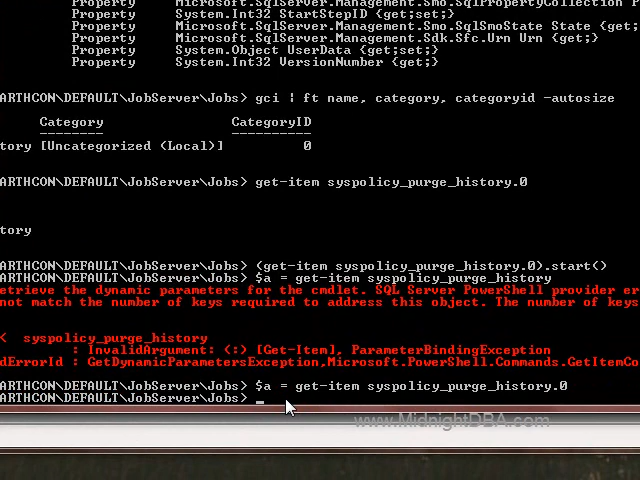 Property     Microsoft.SqlServer.Management.Smo.SqlPropertyCollection P
Property     System.Int32 StartStepID {get;set;}
Property     Microsoft.SqlServer.Management.Smo.SqlSmoState State {get;}
Property     Microsoft.SqlServer.Management.Sdk.Sfc.Urn Urn {get;}
Property     System.Object UserData {get;set;}
Property     System.Int32 VersionNumber {get;}
ARTHCON\DEFAULT\JobServer\Jobs> gci | ft name, category, categoryid -autosize
Category     CategoryID
--------     ----------
tory [Uncategorized (Local)]     0
ARTHCON\DEFAULT\JobServer\Jobs> get-item syspolicy_purge_history.0
tory
ARTHCON\DEFAULT\JobServer\Jobs> (get-item syspolicy_purge_history.0).start()
ARTHCON\DEFAULT\JobServer\Jobs> $a = get-item syspolicy_purge_history
etrieve the dynamic parameters for the cmdlet. SQL Server PowerShell provider er
not match the number of keys required to address this object. The number of keys
<  syspolicy_purge_history
: InvalidArgument: (:) [Get-Item], ParameterBindingException
dErrorId : GetDynamicParametersException,Microsoft.PowerShell.Commands.GetItemCo
ARTHCON\DEFAULT\JobServer\Jobs> $a = get-item syspolicy_purge_history.0
ARTHCON\DEFAULT\JobServer\Jobs> _
www.MidnightDBA.com